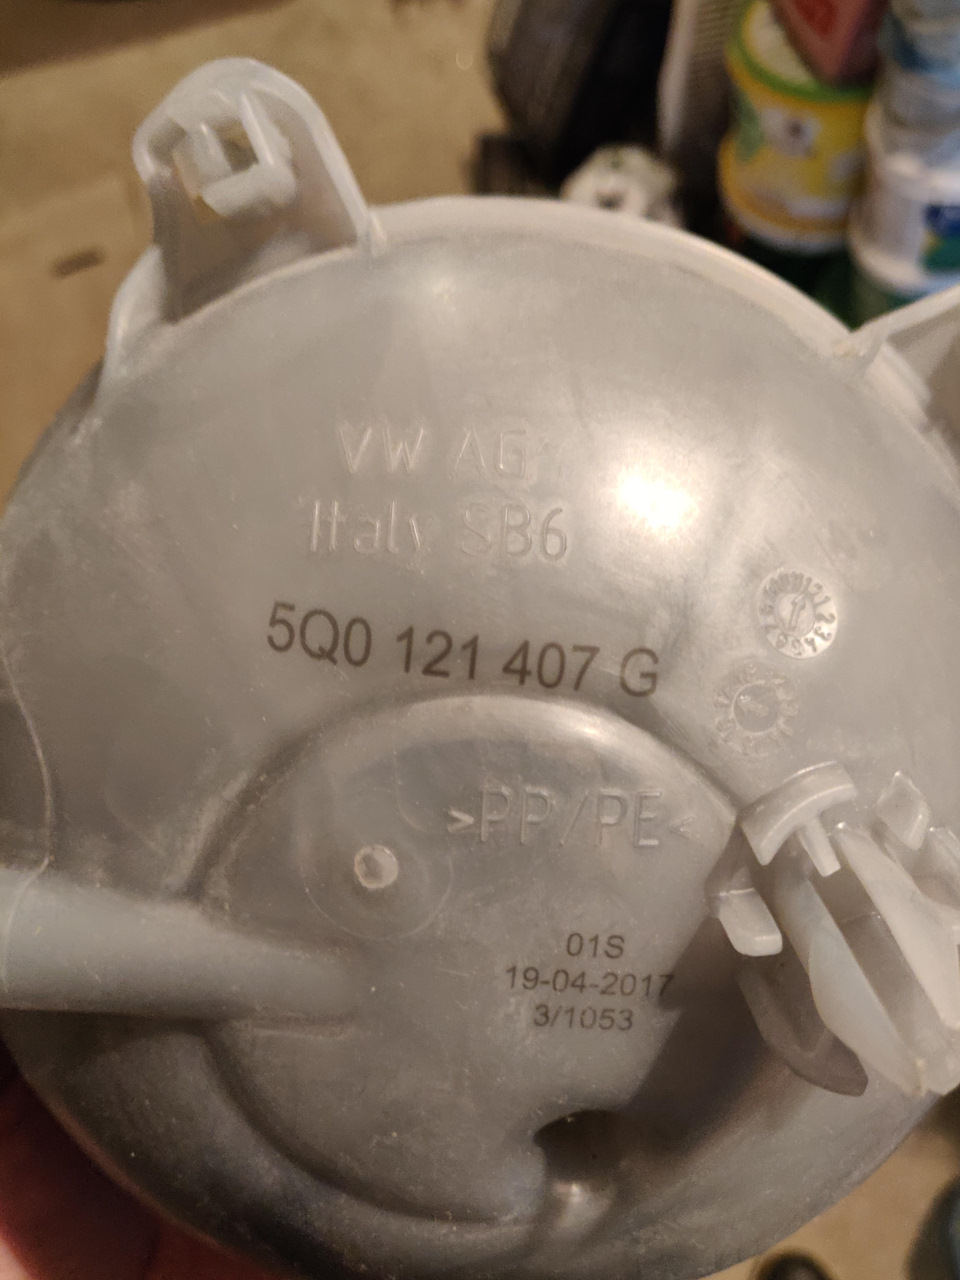 VW AG
Italy SB6
5Q0 121 407 G
>PP/PE<
01S
19-04-2017
3/1053